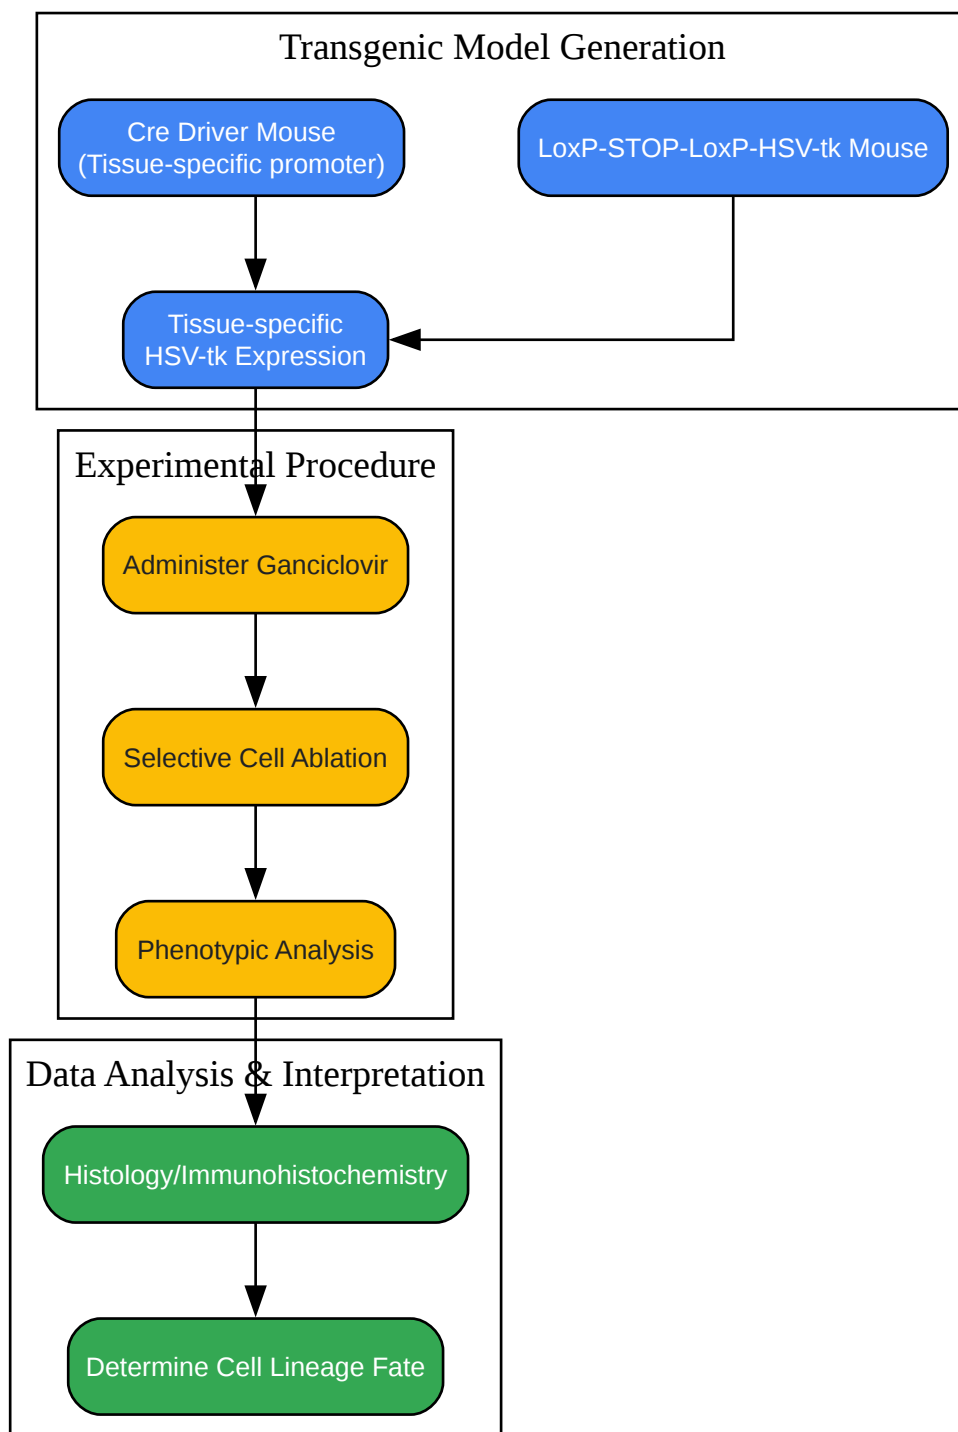 Transgenic Model Generation
Cre Driver Mouse
(Tissue-specific promoter)
LoxP-STOP-LoxP-HSV-tk Mouse
Tissue-specific
HSV-tk Expression
Experimental Procedure
Administer Ganciclovir
Selective Cell Ablation
Phenotypic Analysis
Data Analysis & Interpretation
Histology/Immunohistochemistry
Determine Cell Lineage Fate